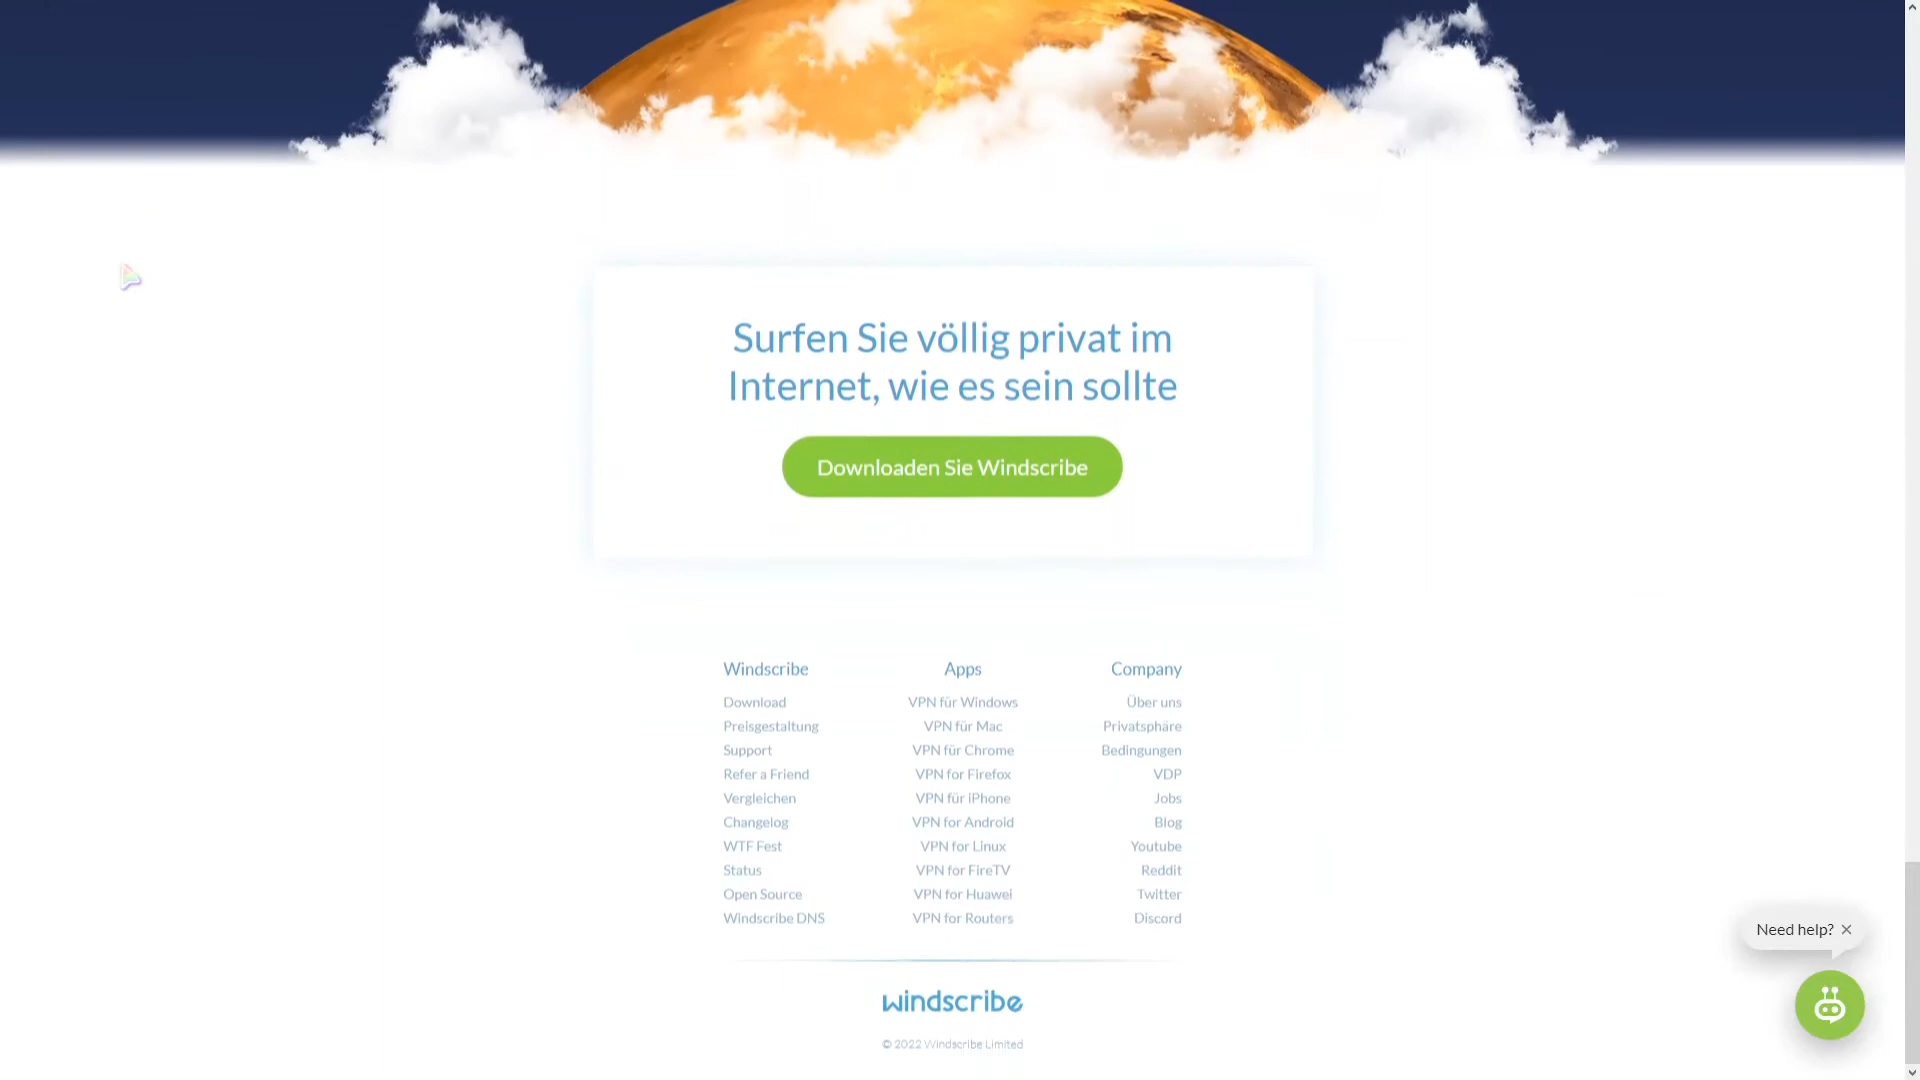 Surfen Sie völlig privat im
Internet, wie es sein sollte
Downloaden Sie Windscribe
Windscribe
Download
Preisgestaltung
Support
Refer a Friend
Vergleichen
Changelog
WTF Fest
Status
Open Source
Windscribe DNS
Apps
VPN für Windows
VPN für Mac
VPN für Chrome
VPN for Firefox
VPN für iPhone
VPN for Android
VPN for Linux
VPN for FireTV
VPN for Huawei
VPN for Routers
Company
Über uns
Privatsphäre
Bedingungen
VDP
Jobs
Blog
Youtube
Reddit
Twitter
Discord
Need help?
windscribe
© 2022 Windscribe Limited